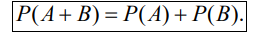 P(A + B) = P(A) + P(B).